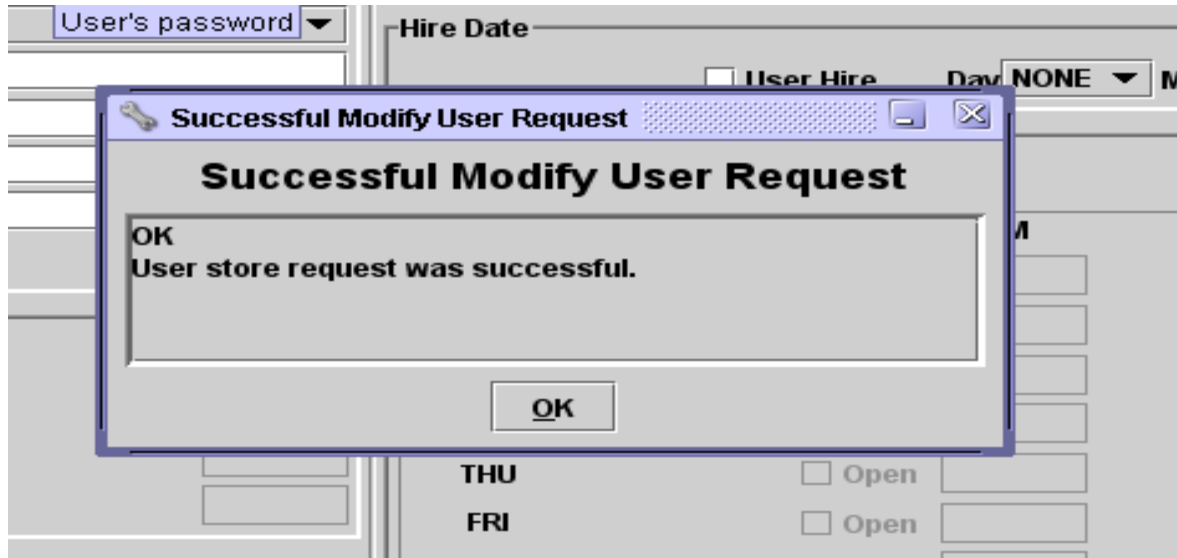 User's password
Hire Date
User Hire Day NONE M
Successful Modify User Request
Successful Modify User Request
M
OK
User store request was successful.
OK
THU Open
FRI Open